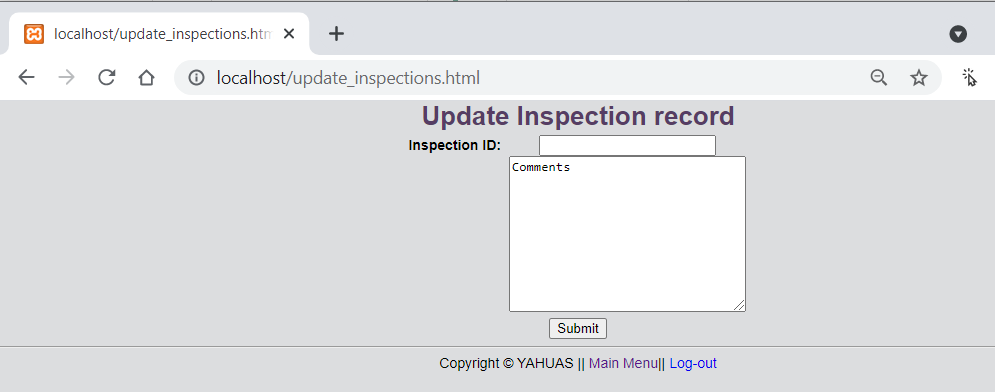 localhost/update_inspections.htm
localhost/update_inspections.html
Update Inspection record
Inspection ID:
Comments
Submit
Copyright © YAHUAS || Main Menu|| Log-out